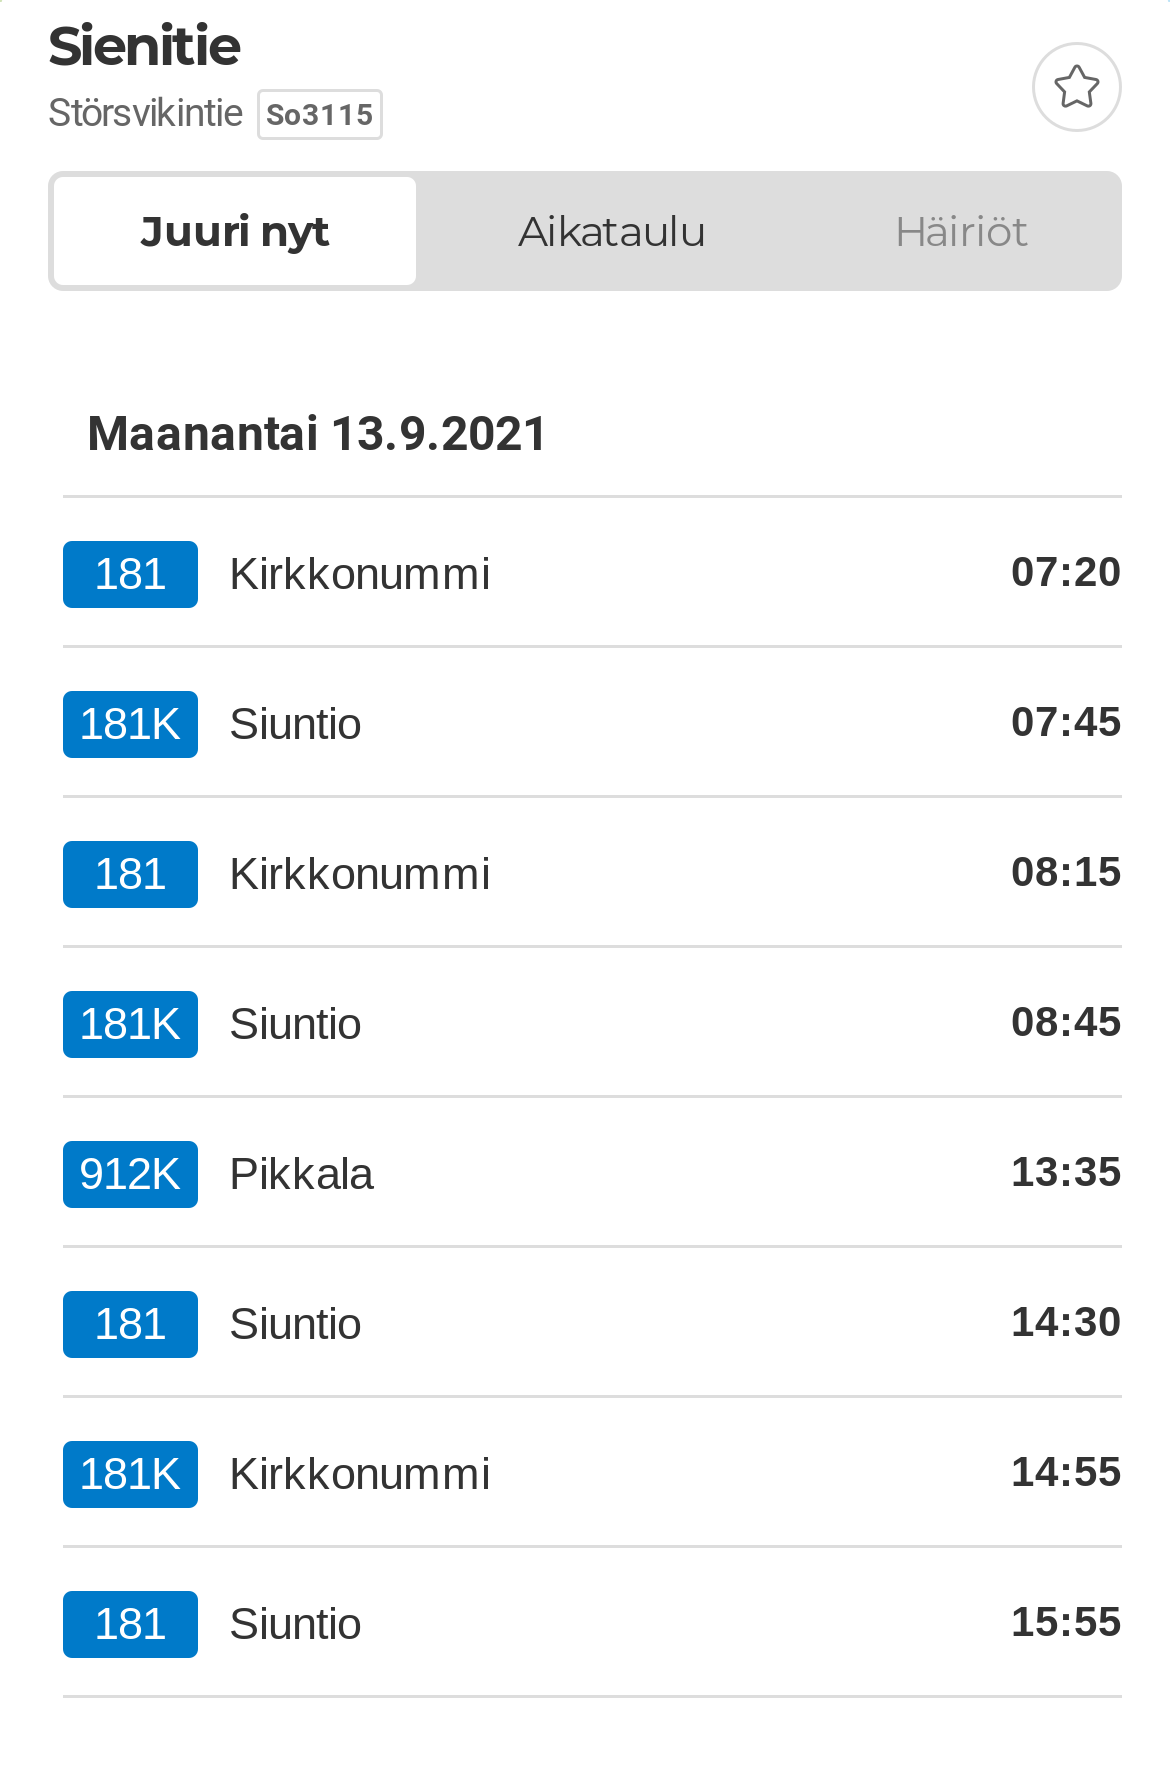 Sienitie
Störsvikintie So3115
Juuri nyt Aikataulu Häiriöt
Maanantai 13.9.2021
181 Kirkkonummi 07:20
181K Siuntio 07:45
181 Kirkkonummi 08:15
181K Siuntio 08:45
912K Pikkala 13:35
181 Siuntio 14:30
181K Kirkkonummi 14:55
181 Siuntio 15:55